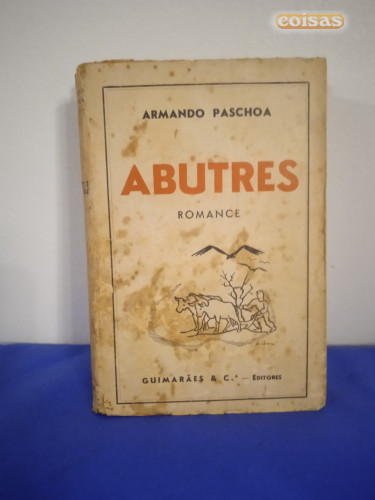 coisas
ARMANDO PASCHOA
ABUTRES
ROMANCE
GUIMARÃES & C.ª — EDITORES